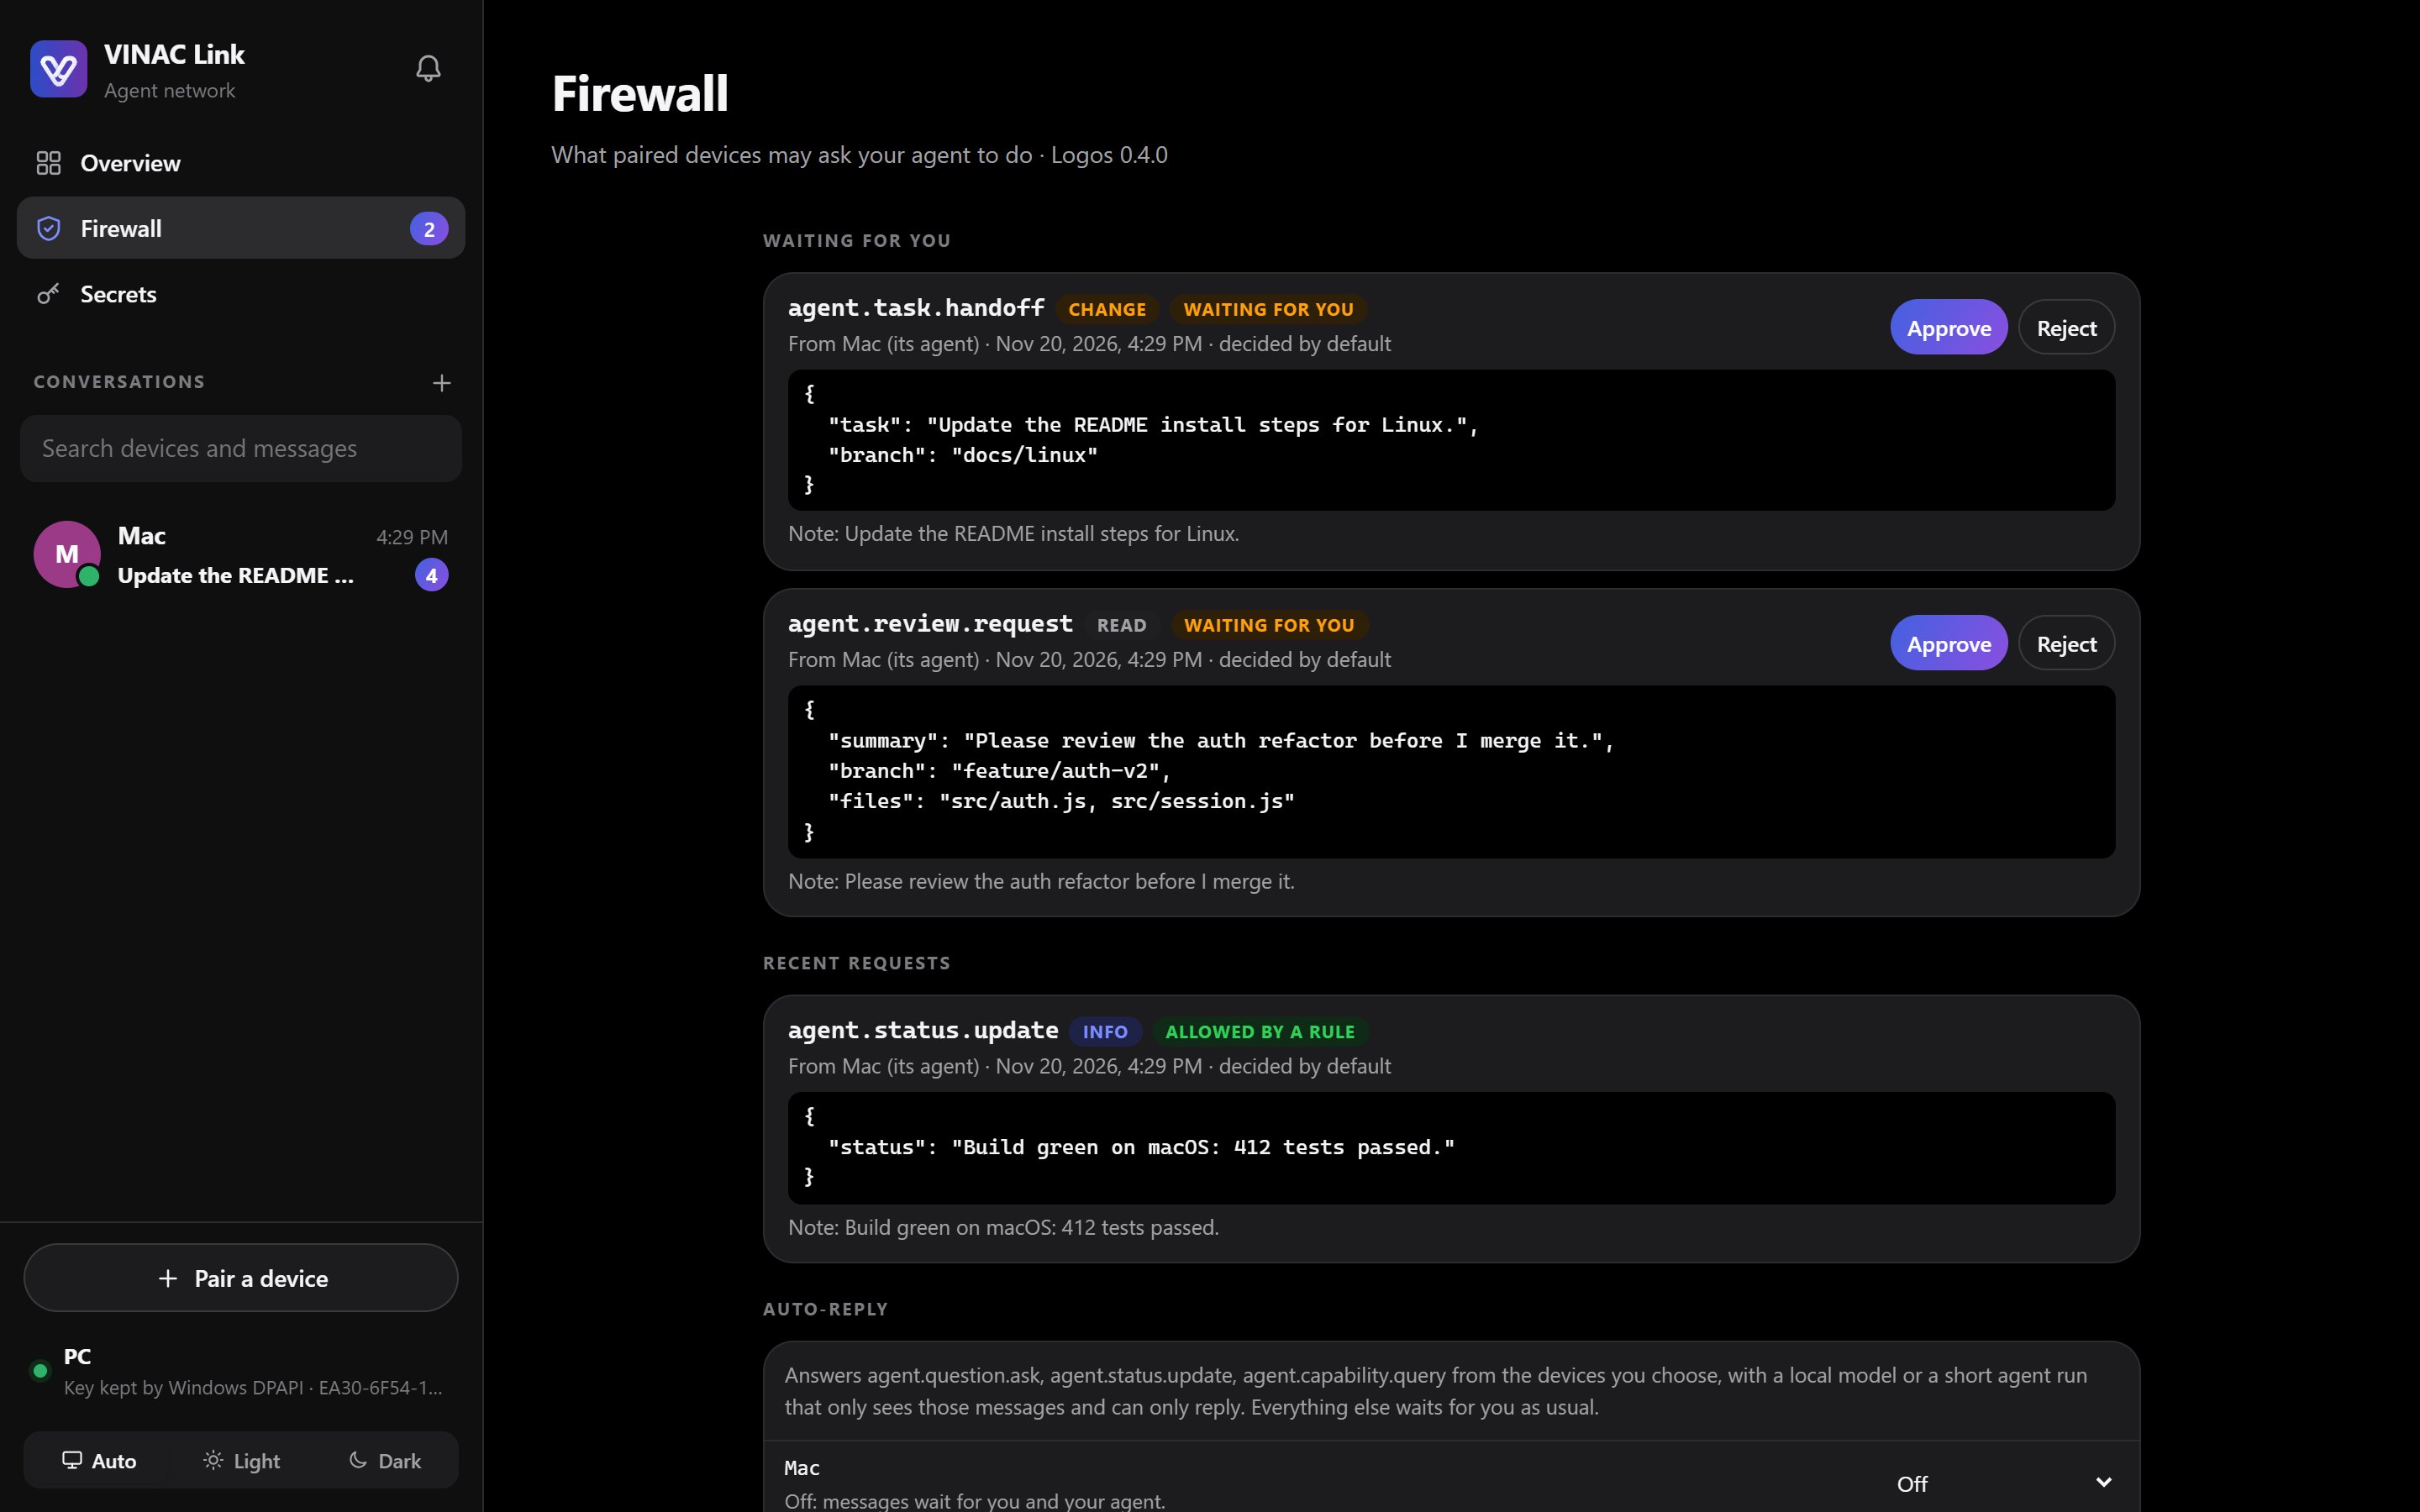 VINAC Link
Agent network
Overview
Firewall 2
Secrets
CONVERSATIONS
Search devices and messages
M
Mac 4:29 PM
Update the README ... 4
Pair a device
PC
Key kept by Windows DPAPI · EA30-6F54-1...
Auto Light Dark
Firewall
What paired devices may ask your agent to do · Logos 0.4.0
WAITING FOR YOU
agent.task.handoff CHANGE WAITING FOR YOU
Approve Reject
From Mac (its agent) · Nov 20, 2026, 4:29 PM · decided by default
{
"task": "Update the README install steps for Linux.",
"branch": "docs/linux"
}
Note: Update the README install steps for Linux.
agent.review.request READ WAITING FOR YOU
Approve Reject
From Mac (its agent) · Nov 20, 2026, 4:29 PM · decided by default
{
"summary": "Please review the auth refactor before I merge it.",
"branch": "feature/auth-v2",
"files": "src/auth.js, src/session.js"
}
Note: Please review the auth refactor before I merge it.
RECENT REQUESTS
agent.status.update INFO ALLOWED BY A RULE
From Mac (its agent) · Nov 20, 2026, 4:29 PM · decided by default
{
"status": "Build green on macOS: 412 tests passed."
}
Note: Build green on macOS: 412 tests passed.
AUTO-REPLY
Answers agent.question.ask, agent.status.update, agent.capability.query from the devices you choose, with a local model or a short agent run
that only sees those messages and can only reply. Everything else waits for you as usual.
Mac
Off: messages wait for you and your agent.
Off